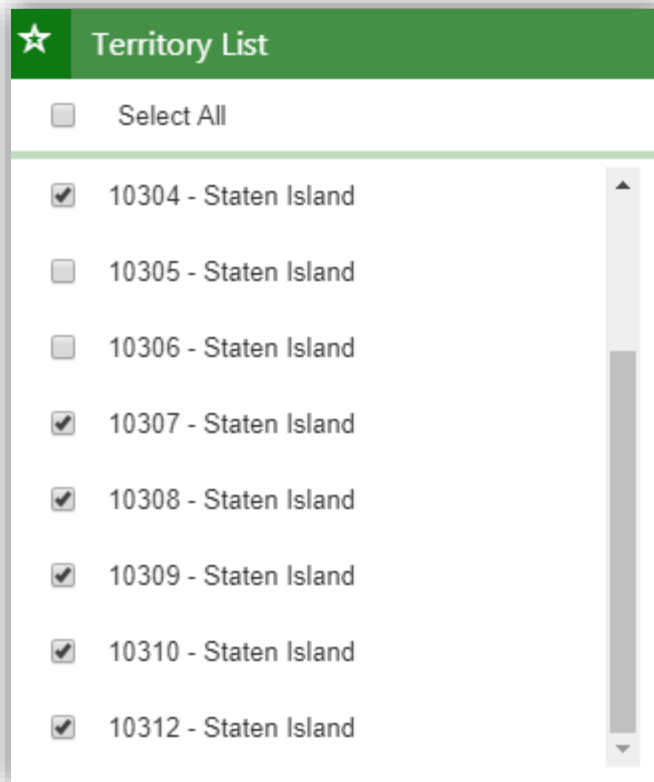 Territory List
Select All
10304 - Staten Island
10305 - Staten Island
10306 - Staten Island
10307 - Staten Island
10308 - Staten Island
10309 - Staten Island
10310 - Staten Island
10312 - Staten Island